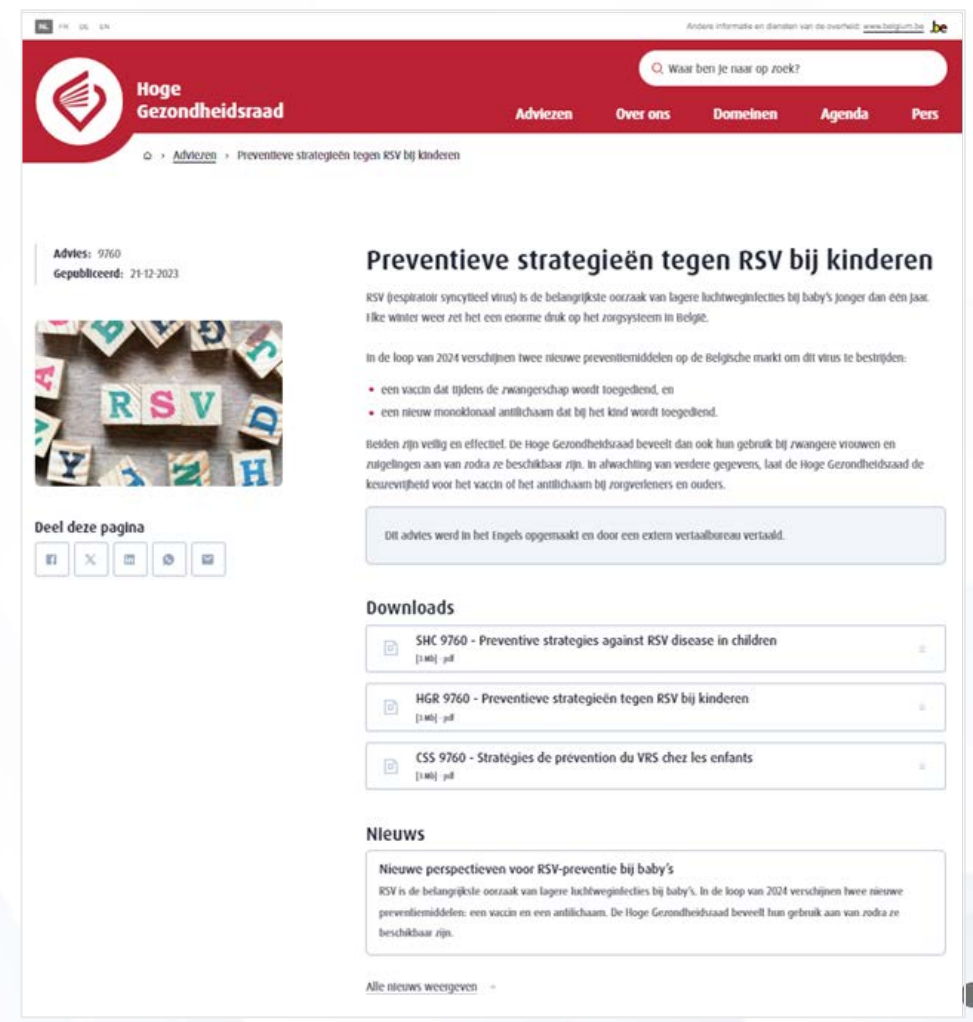 NL FR DE EN
Andere informatie en diensten van de overheid: www.belgium.be .be
Waar ben je naar op zoek?
Hoge
Gezondheidsraad
Adviezen Over ons Domeinen Agenda Pers
Adviezen › Preventieve strategieën tegen RSV bij kinderen
Advies: 9760
Gepubliceerd: 21-12-2023
Preventieve strategieën tegen RSV bij kinderen
RSV (respiratoir syncytieel virus) is de belangrijkste oorzaak van lagere luchtweginfecties bij baby's jonger dan één jaar.
Elke winter weer zet het een enorme druk op het zorgsysteem in België.
In de loop van 2024 verschijnen twee nieuwe preventiemiddelen op de Belgische markt om dit virus te bestrijden:
• een vaccin dat tijdens de zwangerschap wordt toegediend, en
• een nieuw monoklonaal antilichaam dat bij het kind wordt toegediend.
Beiden zijn veilig en effectief. De Hoge Gezondheidsraad beveelt dan ook hun gebruik bij zwangere vrouwen en
zuigelingen aan van zodra ze beschikbaar zijn. In afwachting van verdere gegevens, laat de Hoge Gezondheidsraad de
keuzevrijheid voor het vaccin of het antilichaam bij zorgverleners en ouders.
Dit advies werd in het Engels opgemaakt en door een extern vertaalbureau vertaald.
R S V
A
Y
H
D
Deel deze pagina
Downloads
SHC 9760 - Preventive strategies against RSV disease in children
[1 Mb] - pdf
HGR 9760 - Preventieve strategieën tegen RSV bij kinderen
[1 Mb] - pdf
CSS 9760 - Stratégies de prévention du VRS chez les enfants
[1 Mb] - pdf
Nieuws
Nieuwe perspectieven voor RSV-preventie bij baby's
RSV is de belangrijkste oorzaak van lagere luchtweginfecties bij baby's. In de loop van 2024 verschijnen twee nieuwe
preventiemiddelen: een vaccin en een antilichaam. De Hoge Gezondheidsraad beveelt hun gebruik aan van zodra ze
beschikbaar zijn.
Alle nieuws weergeven